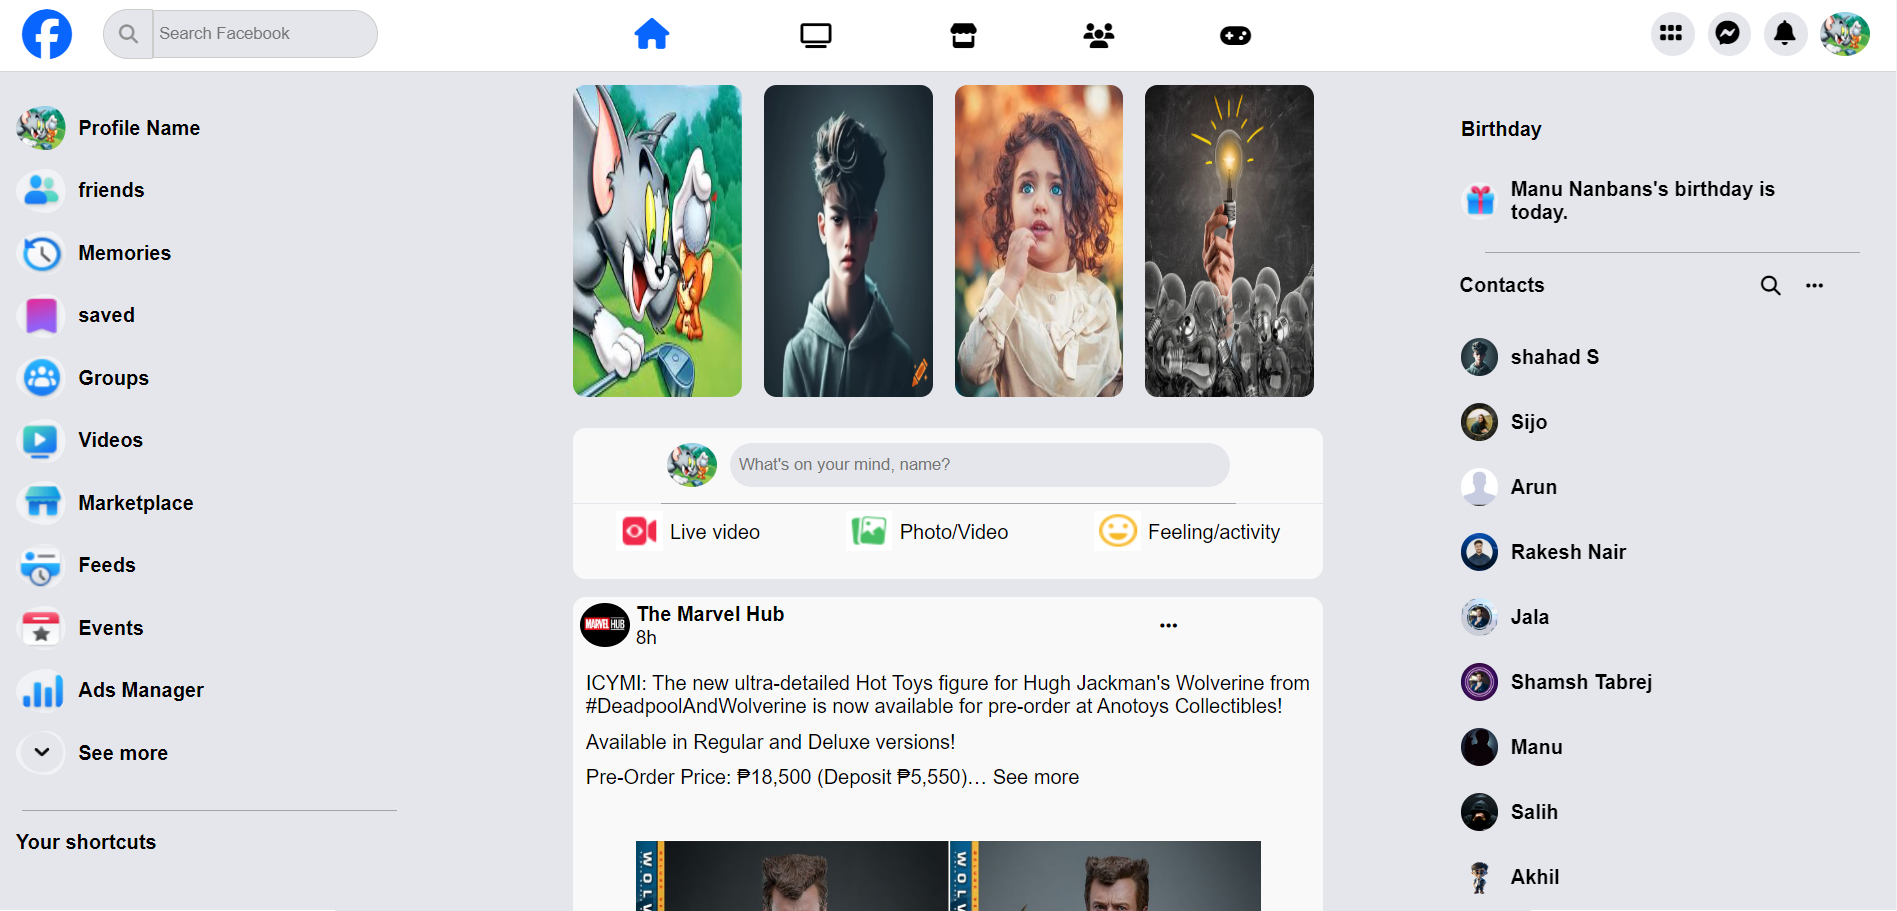 Search Facebook
Profile Name
friends
Memories
saved
Groups
Videos
Marketplace
Feeds
Events
Ads Manager
See more
Your shortcuts
What's on your mind, name?
Live video
Photo/Video
Feeling/activity
MARVEL HUB
The Marvel Hub
8h
ICYMI: The new ultra-detailed Hot Toys figure for Hugh Jackman's Wolverine from
#DeadpoolAndWolverine is now available for pre-order at Anotoys Collectibles!
Available in Regular and Deluxe versions!
Pre-Order Price: ₱18,500 (Deposit ₱5,550)... See more
WOLV
WOLV
Birthday
Manu Nanbans's birthday is
today.
Contacts
shahad S
Sijo
Arun
Rakesh Nair
Jala
Shamsh Tabrej
Manu
Salih
Akhil